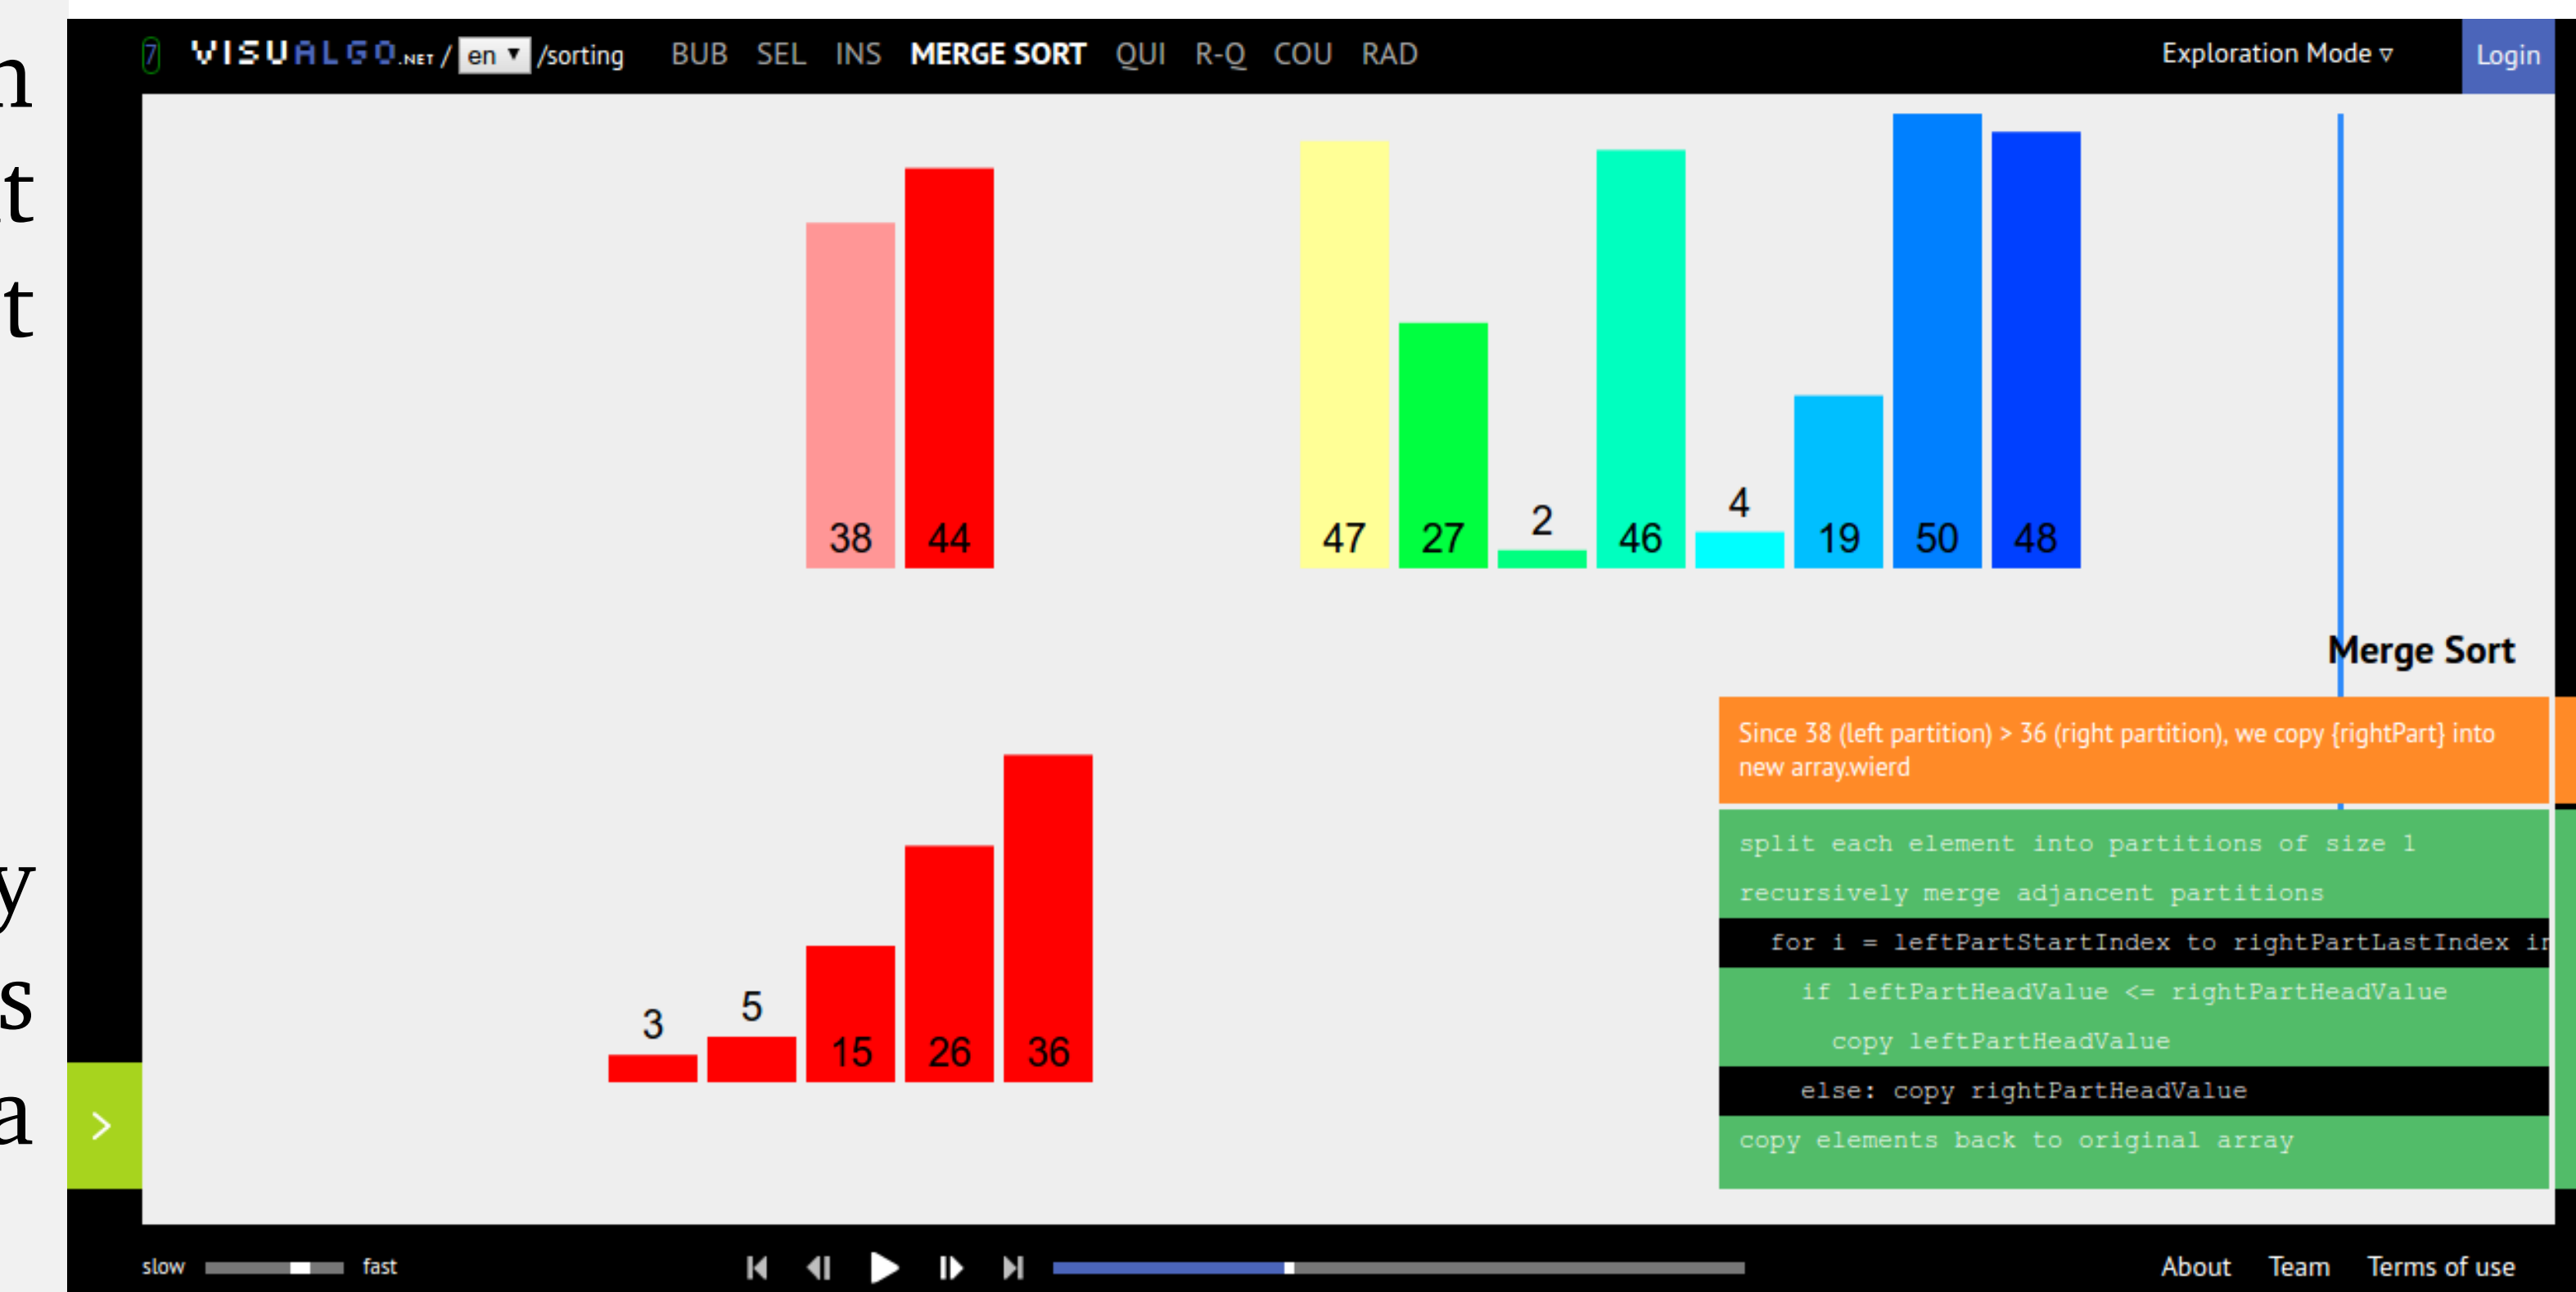 n
t
t
y
s
a
7 VISUALGO.NET / en ▼ /sorting BUB SEL INS MERGE SORT QUI R-Q COU RAD Exploration Mode ▿ Login
38 44 47 27 2 46 4 19 50 48
Merge Sort
3 5 15 26 36
Since 38 (left partition) > 36 (right partition), we copy {rightPart} into
new array.wierd
split each element into partitions of size 1
recursively merge adjancent partitions
for i = leftPartStartIndex to rightPartLastIndex in
if leftPartHeadValue <= rightPartHeadValue
copy leftPartHeadValue
else: copy rightPartHeadValue
copy elements back to original array
>
slow fast About Team Terms of use